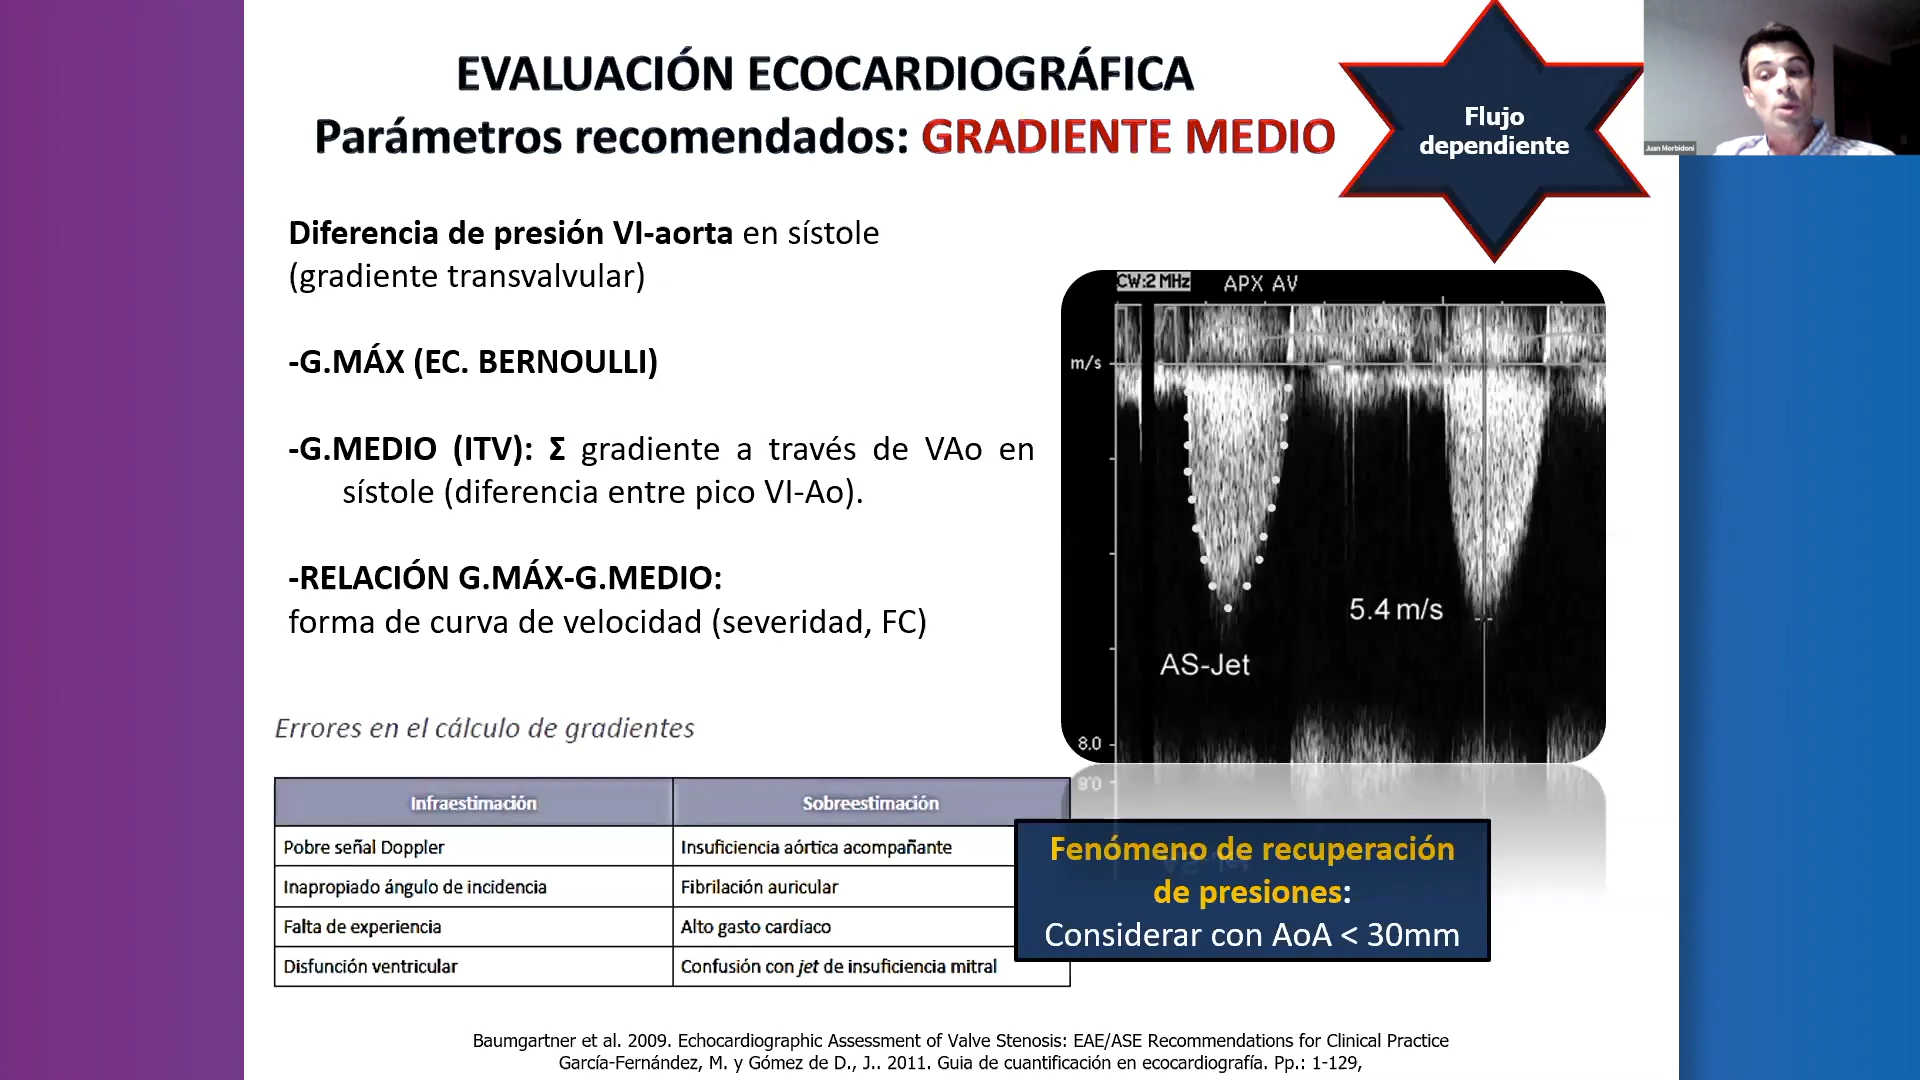 EVALUACIÓN ECOCARDIOGRÁFICA
Parámetros recomendados: GRADIENTE MEDIO
Flujo
dependiente
Juan Morbidoni
Diferencia de presión VI-aorta en sístole
(gradiente transvalvular)
-G.MÁX (EC. BERNOULLI)
-G.MEDIO (ITV): Σ gradiente a través de VAo en
sístole (diferencia entre pico VI-Ao).
-RELACIÓN G.MÁX-G.MEDIO:
forma de curva de velocidad (severidad, FC)
CW:2 MHz APX AV
m/s
5.4 m/s
AS-Jet
8.0
Errores en el cálculo de gradientes
Infraestimación Sobreestimación
Pobre señal Doppler Insuficiencia aórtica acompañante
Inapropiado ángulo de incidencia Fibrilación auricular
Falta de experiencia Alto gasto cardiaco
Disfunción ventricular Confusión con jet de insuficiencia mitral
Fenómeno de recuperación
de presiones:
Considerar con AoA < 30mm
Baumgartner et al. 2009. Echocardiographic Assessment of Valve Stenosis: EAE/ASE Recommendations for Clinical Practice
García-Fernández, M. y Gómez de D., J.. 2011. Guia de cuantificación en ecocardiografía. Pp.: 1-129,